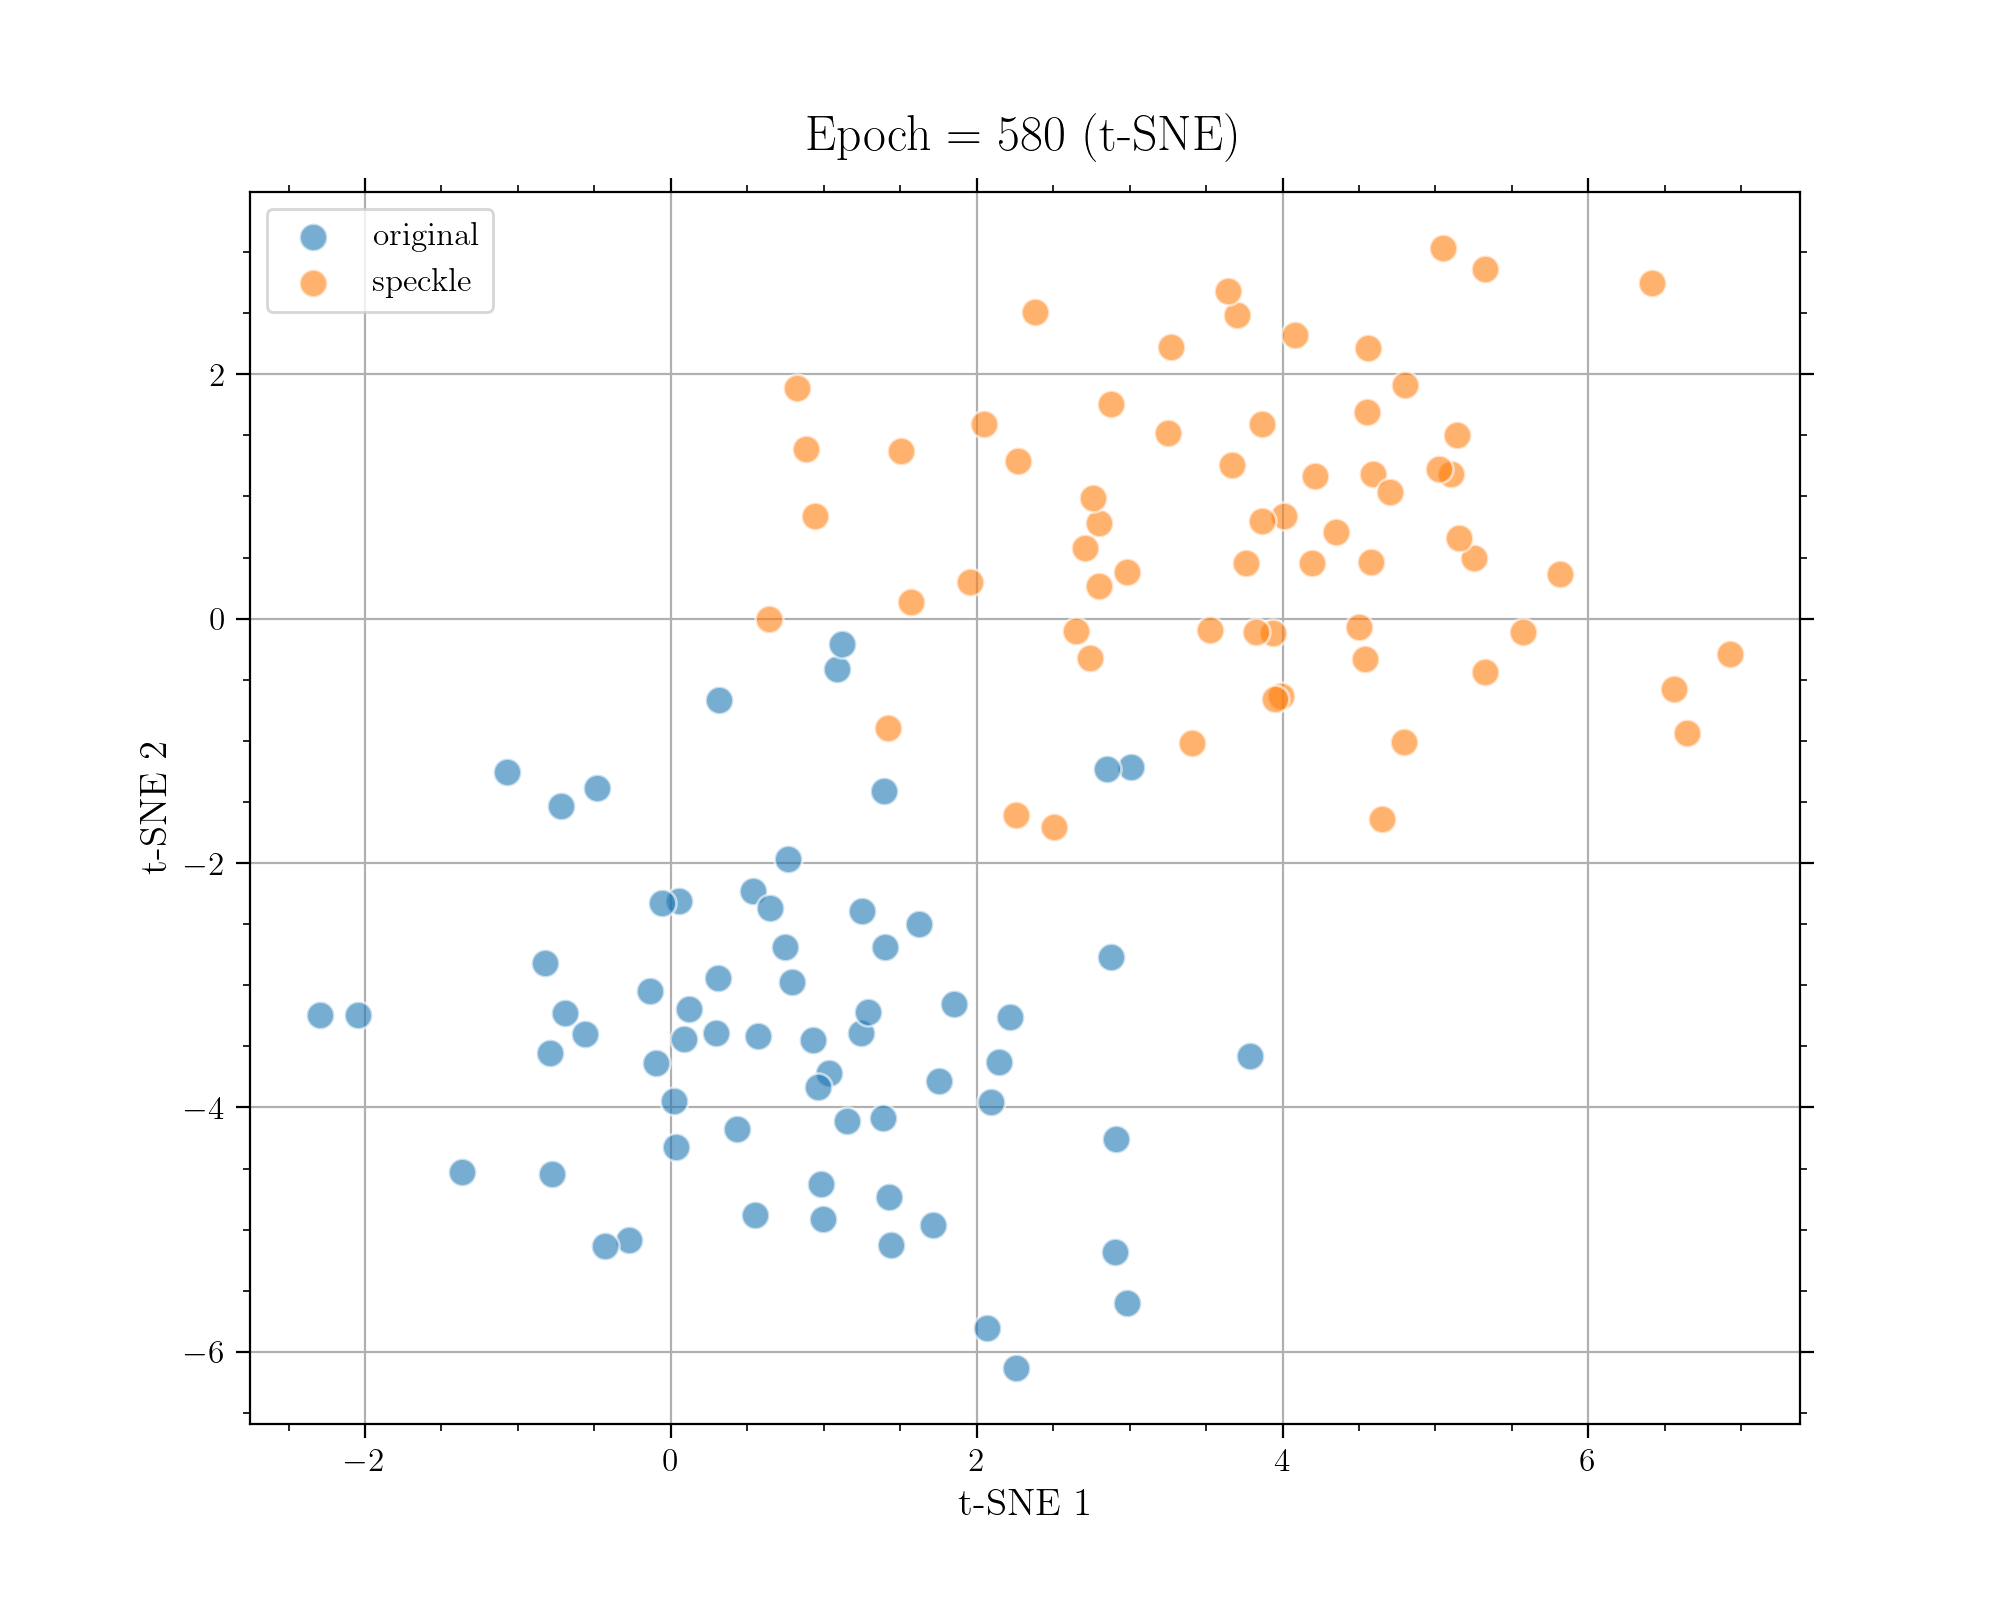 Epoch = 580 (t-SNE)
original
speckle
2
0
−2
−4
−6
t-SNE 2
−2 0 2 4 6
t-SNE 1